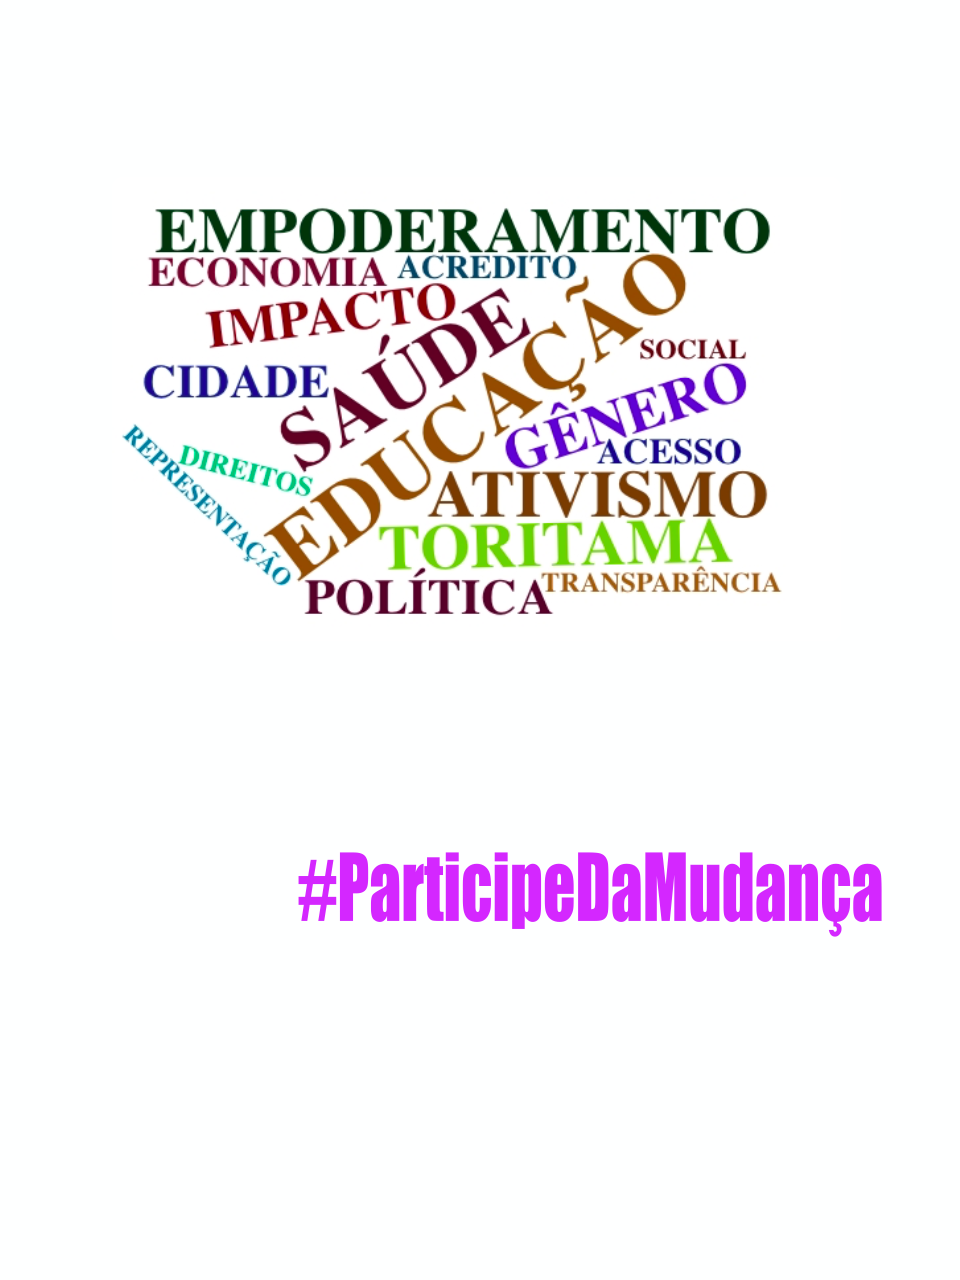 EMPODERAMENTO
ECONOMIA
ACREDITO
IMPACTO
SAÚDE
EDUCAÇÃO
SOCIAL
CIDADE
GÊNERO
ACESSO
REPRESENTAÇÃO
DIREITOS
ATIVISMO
TORITAMA
POLÍTICA
TRANSPARÊNCIA
#ParticipeDaMudança